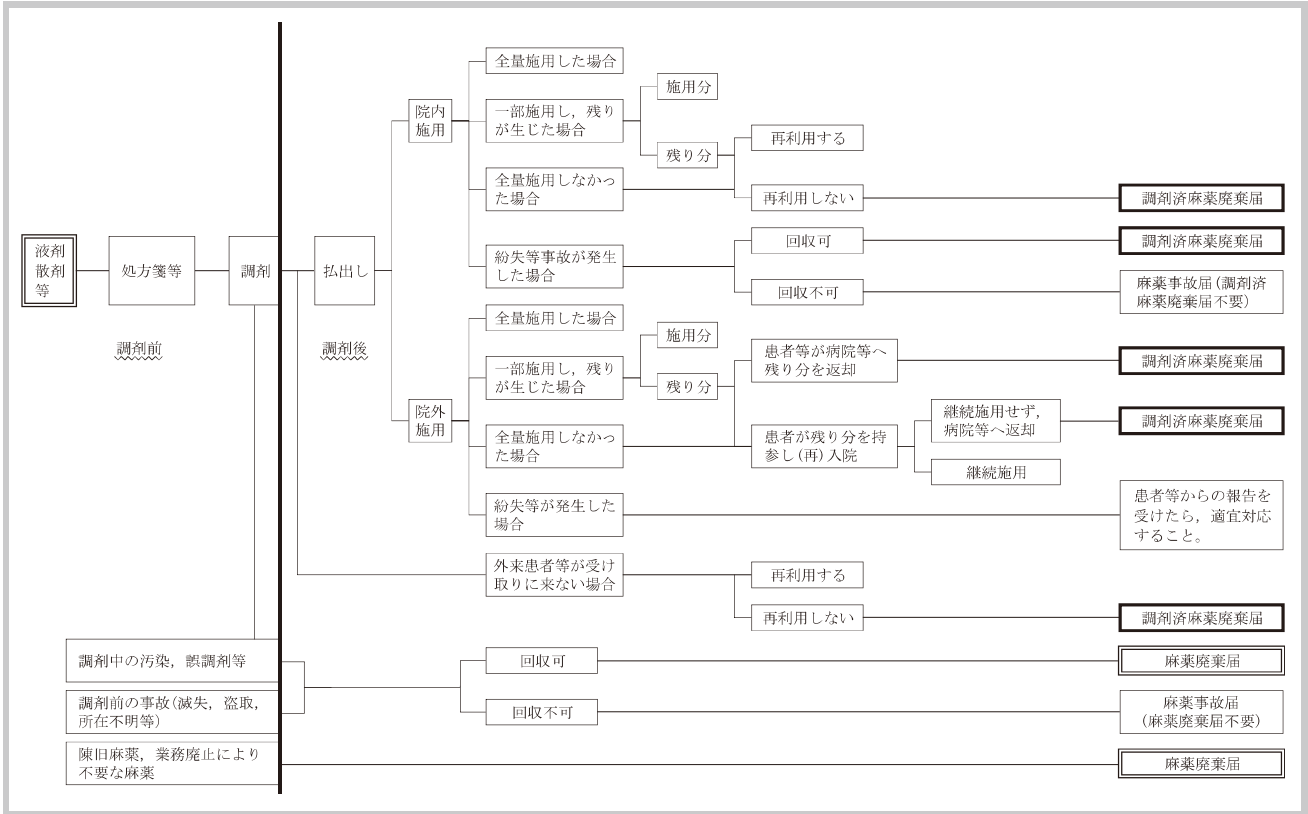 液剤
散剤
等
処方箋等
調剤
払出し
調剤前
調剤後
院内
施用
全量施用した場合
一部施用し，残り
が生じた場合
施用分
残り分
再利用する
全量施用しなかっ
た場合
再利用しない
調剤済麻薬廃棄届
紛失等事故が発生
した場合
回収可
調剤済麻薬廃棄届
回収不可
麻薬事故届（調剤済
麻薬廃棄届不要）
院外
施用
全量施用した場合
一部施用し，残り
が生じた場合
施用分
残り分
患者等が病院等へ
残り分を返却
調剤済麻薬廃棄届
全量施用しなかっ
た場合
患者が残り分を持
参し（再）入院
継続施用せず，
病院等へ返却
調剤済麻薬廃棄届
継続施用
紛失等が発生した
場合
患者等からの報告を
受けたら，適宜対応
すること。
外来患者等が受け
取りに来ない場合
再利用する
再利用しない
調剤済麻薬廃棄届
調剤中の汚染，誤調剤等
調剤前の事故（滅失，盗取，
所在不明等）
回収可
麻薬廃棄届
回収不可
麻薬事故届
（麻薬廃棄届不要）
陳旧麻薬，業務廃止により
不要な麻薬
麻薬廃棄届